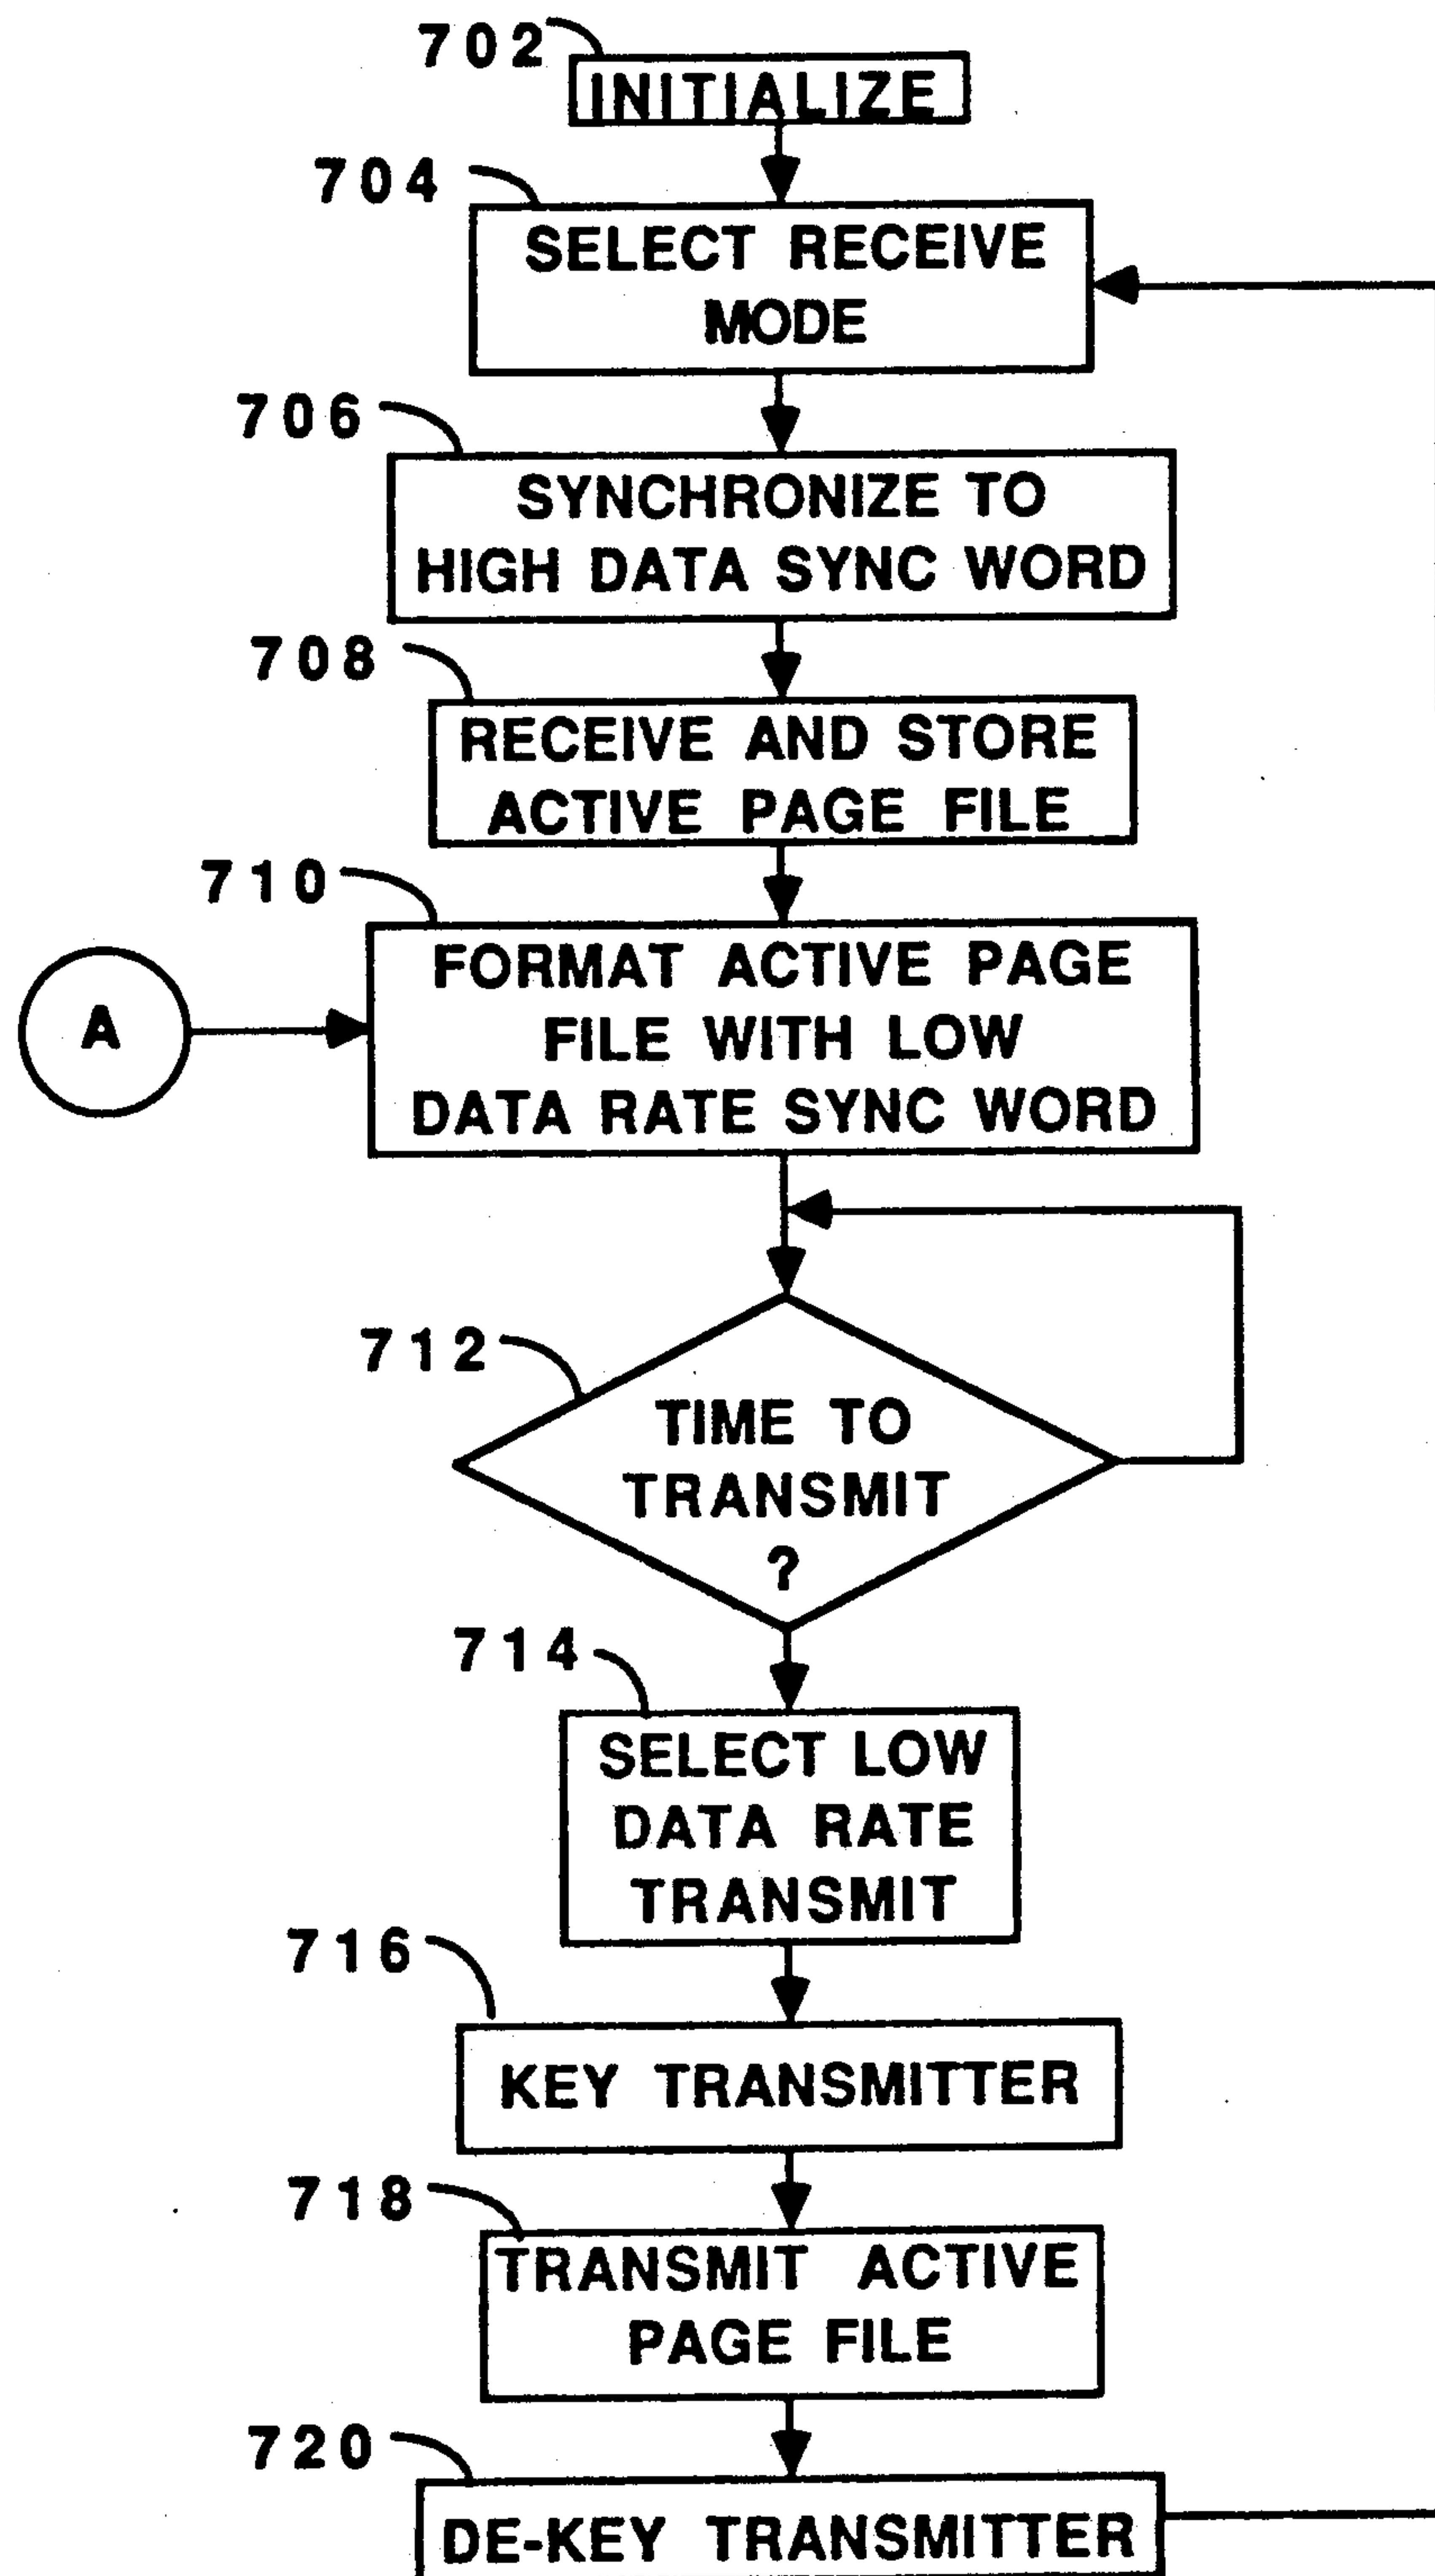 702
INITIALIZE
704
SELECT RECEIVE
MODE
706
SYNCHRONIZE TO
HIGH DATA SYNC WORD
708
RECEIVE AND STORE
ACTIVE PAGE FILE
710
FORMAT ACTIVE PAGE
FILE WITH LOW
DATA RATE SYNC WORD
A
712
TIME TO
TRANSMIT
?
714
SELECT LOW
DATA RATE
TRANSMIT
716
KEY TRANSMITTER
718
TRANSMIT ACTIVE
PAGE FILE
720
DE-KEY TRANSMITTER